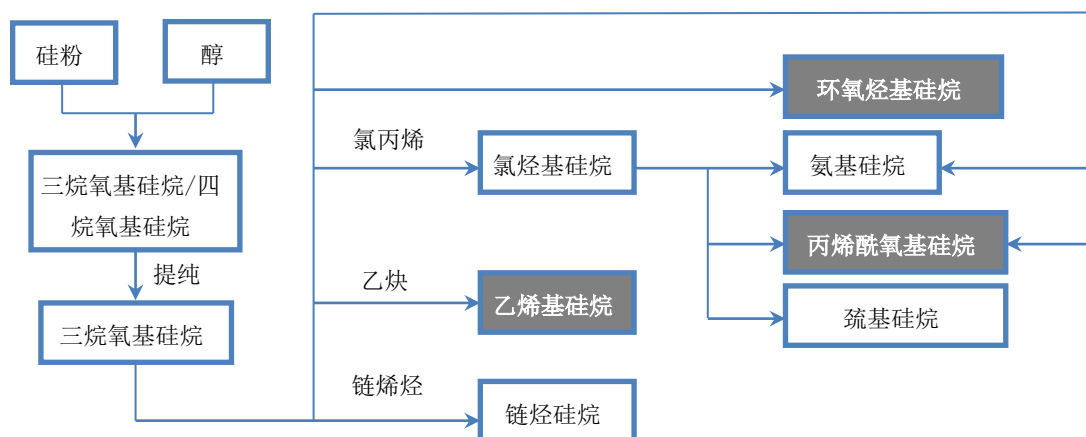 硅粉
醇
环氧烃基硅烷
氯丙烯
氯烃基硅烷
氨基硅烷
三烷氧基硅烷/四
烷氧基硅烷
丙烯酰氧基硅烷
提纯
乙炔
乙烯基硅烷
巯基硅烷
三烷氧基硅烷
链烯烃
链烃硅烷